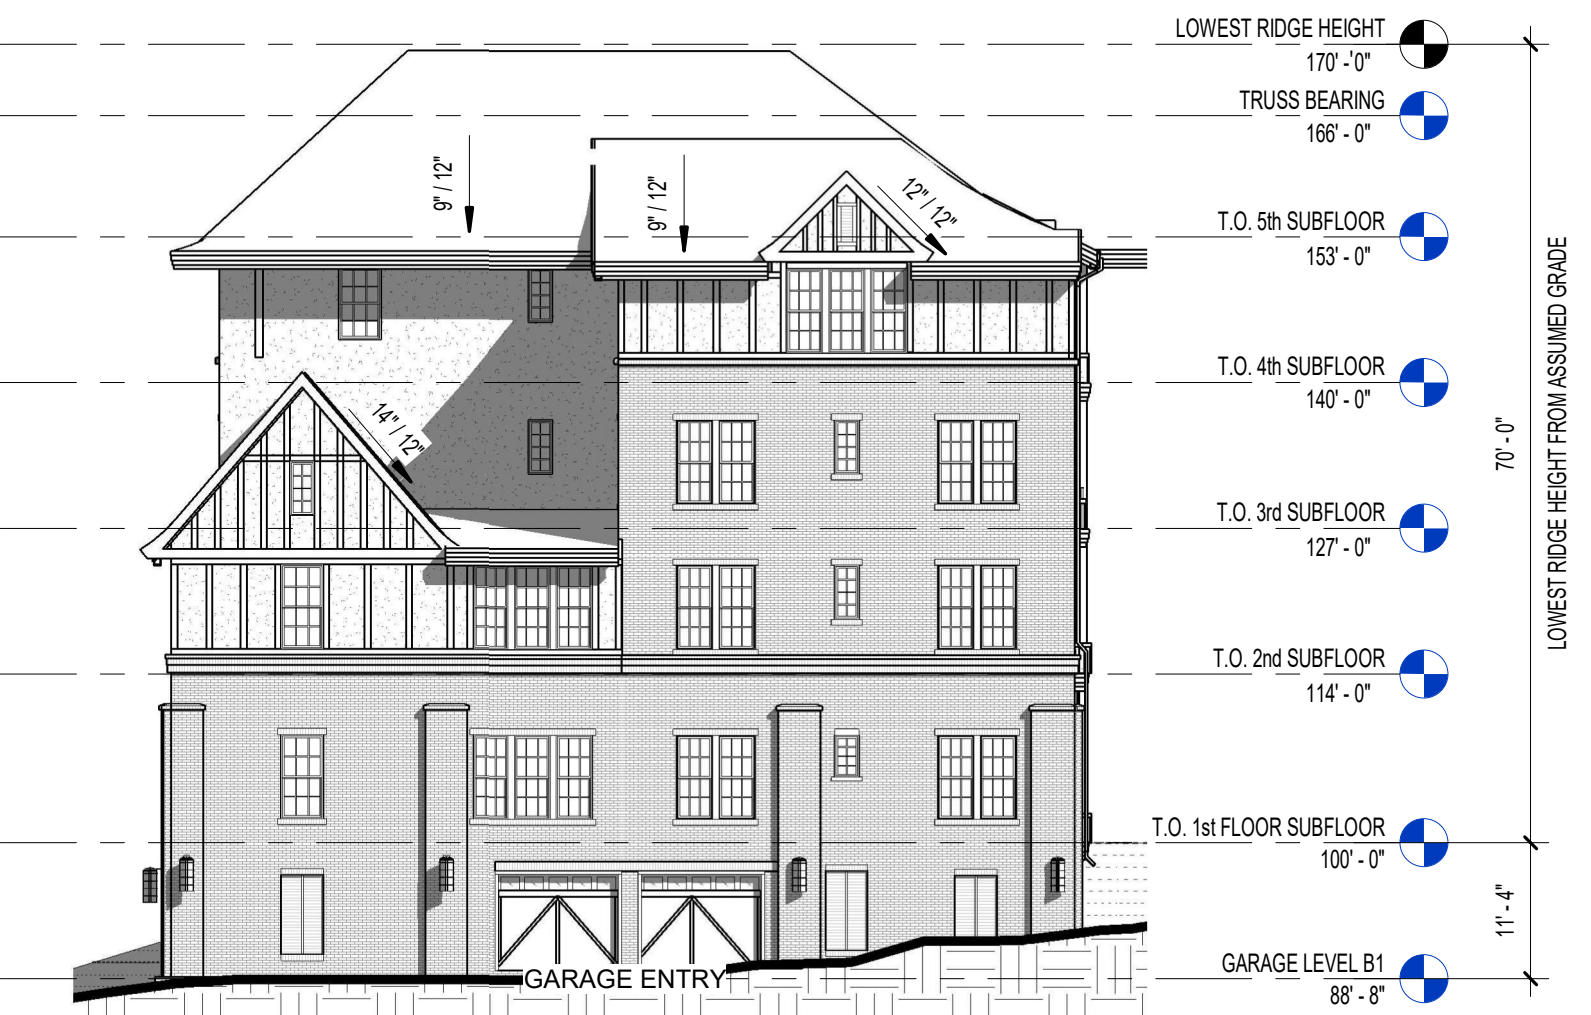 LOWEST RIDGE HEIGHT
170' - 0"
TRUSS BEARING
166' - 0"
9" / 12"
9" / 12"
12" / 12"
T.O. 5th SUBFLOOR
153' - 0"
T.O. 4th SUBFLOOR
140' - 0"
14" / 12"
70' - 0"
LOWEST RIDGE HEIGHT FROM ASSUMED GRADE
T.O. 3rd SUBFLOOR
127' - 0"
T.O. 2nd SUBFLOOR
114' - 0"
T.O. 1st FLOOR SUBFLOOR
100' - 0"
11' - 4"
GARAGE LEVEL B1
88' - 8"
GARAGE ENTRY